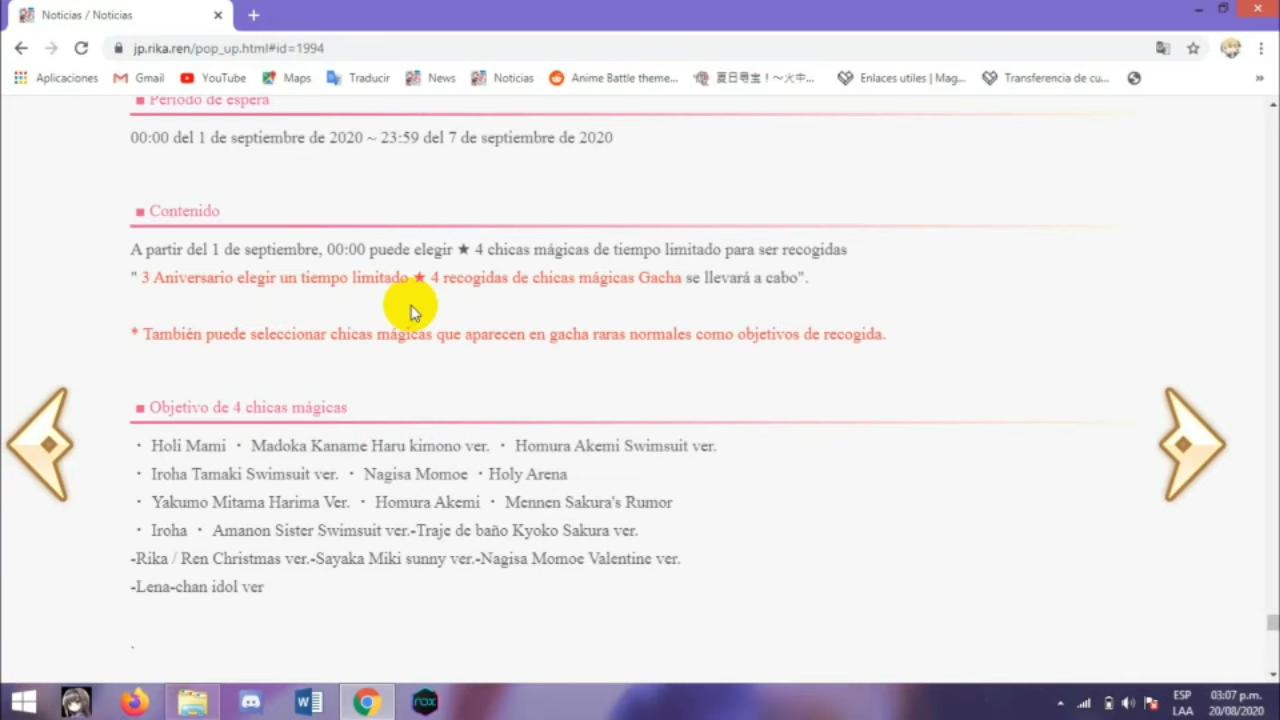 Noticias / Noticias
jp.rika.ren/pop_up.html#id=1994
Aplicaciones Gmail YouTube Maps Traducir News Noticias Anime Battle theme... 夏日尋宝！～火中... Enlaces utiles | Mag... Transferencia de cu... »
■ Período de espera
00:00 del 1 de septiembre de 2020 ~ 23:59 del 7 de septiembre de 2020
■ Contenido
A partir del 1 de septiembre, 00:00 puede elegir ★ 4 chicas mágicas de tiempo limitado para ser recogidas
" 3 Aniversario elegir un tiempo limitado ★ 4 recogidas de chicas mágicas Gacha se llevará a cabo".
* También puede seleccionar chicas mágicas que aparecen en gacha raras normales como objetivos de recogida.
■ Objetivo de 4 chicas mágicas
・ Holi Mami ・ Madoka Kaname Haru kimono ver. ・ Homura Akemi Swimsuit ver.
・ Iroha Tamaki Swimsuit ver. ・ Nagisa Momoe ・Holy Arena
・ Yakumo Mitama Harima Ver. ・ Homura Akemi ・ Mennen Sakura's Rumor
・ Iroha ・ Amanon Sister Swimsuit ver.-Traje de baño Kyoko Sakura ver.
-Rika / Ren Christmas ver.-Sayaka Miki sunny ver.-Nagisa Momoe Valentine ver.
-Lena-chan idol ver
.
nox
ESP 03:07 p.m.
LAA 20/08/2020